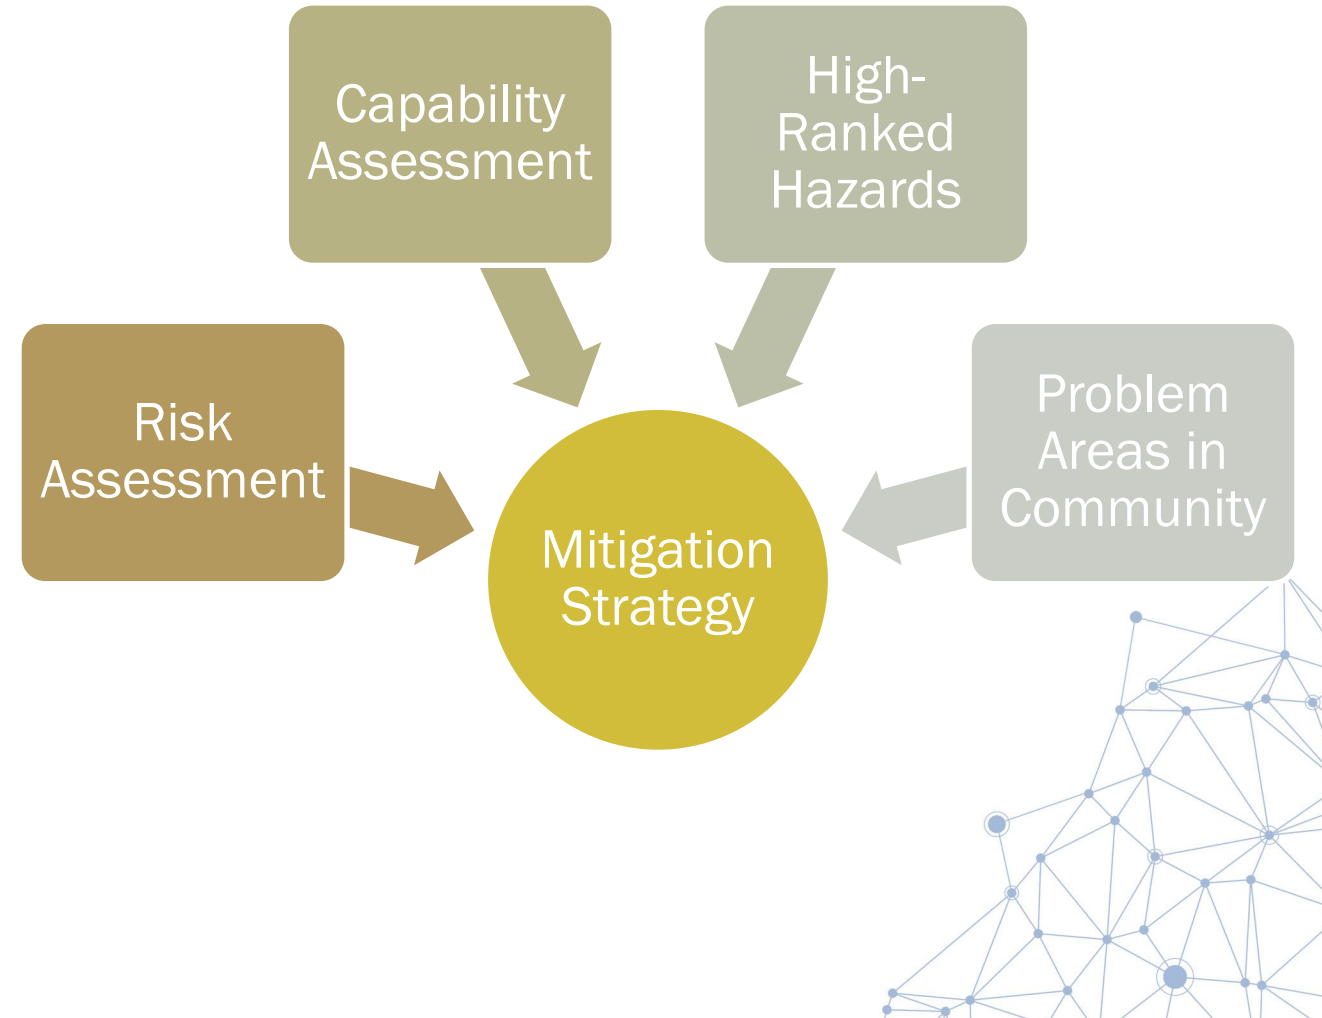 Capability
Assessment
High-
Ranked
Hazards
Risk
Assessment
Problem
Areas in
Community
Mitigation
Strategy